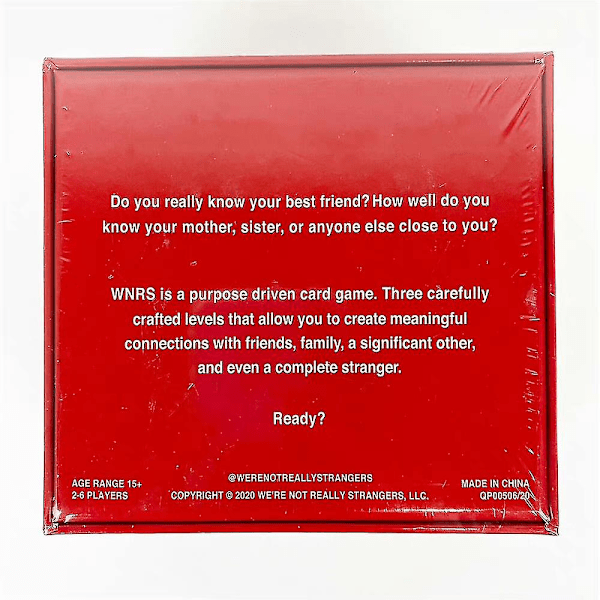 Do you really know your best friend? How well do you
know your mother, sister, or anyone else close to you?
WNRS is a purpose driven card game. Three carefully
crafted levels that allow you to create meaningful
connections with friends, family, a significant other,
and even a complete stranger.
Ready?
@WERENOTREALLYSTRANGERS
AGE RANGE 15+
2-6 PLAYERS
COPYRIGHT © 2020 WE'RE NOT REALLY STRANGERS, LLC.
MADE IN CHINA
QP00506/20